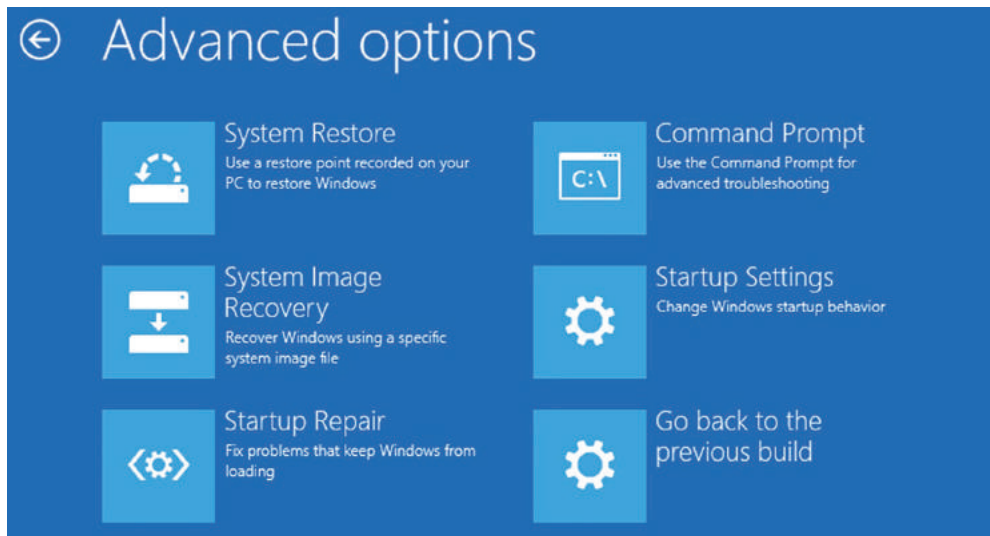 Advanced options
System Restore
Use a restore point recorded on your
PC to restore Windows
Command Prompt
Use the Command Prompt for
advanced troubleshooting
C:\
System Image
Recovery
Recover Windows using a specific
system image file
Startup Settings
Change Windows startup behavior
Startup Repair
Fix problems that keep Windows from
loading
Go back to the
previous build